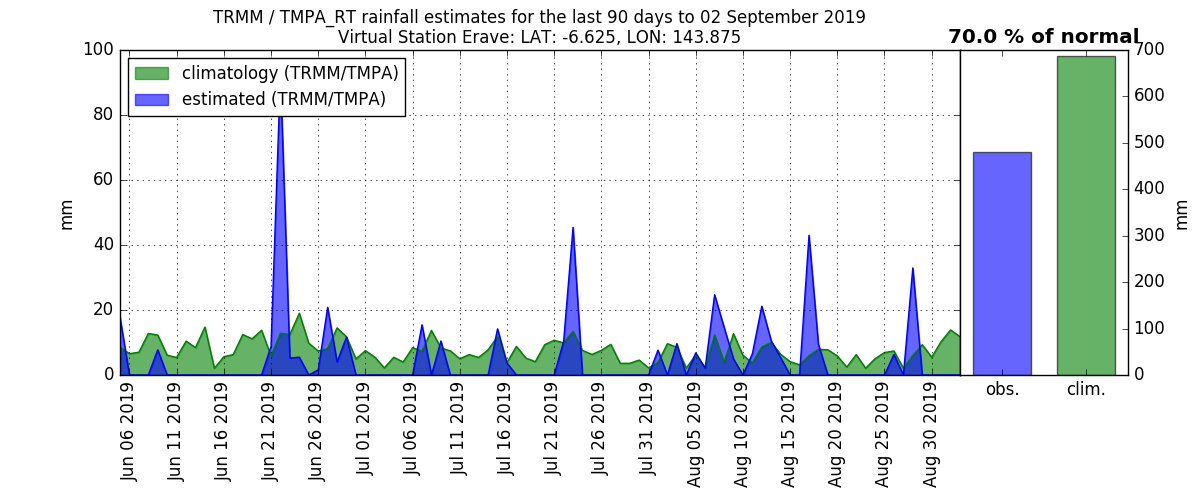 TRMM / TMPA_RT rainfall estimates for the last 90 days to 02 September 2019
Virtual Station Erave: LAT: -6.625, LON: 143.875
70.0 % of normal
climatology (TRMM/TMPA)
estimated (TRMM/TMPA)
100
80
60
40
20
0
mm
Jun 06 2019
Jun 11 2019
Jun 16 2019
Jun 21 2019
Jun 26 2019
Jul 01 2019
Jul 06 2019
Jul 11 2019
Jul 16 2019
Jul 21 2019
Jul 26 2019
Jul 31 2019
Aug 05 2019
Aug 10 2019
Aug 15 2019
Aug 20 2019
Aug 25 2019
Aug 30 2019
obs.
clim.
700
600
500
400
300
200
100
0
mm